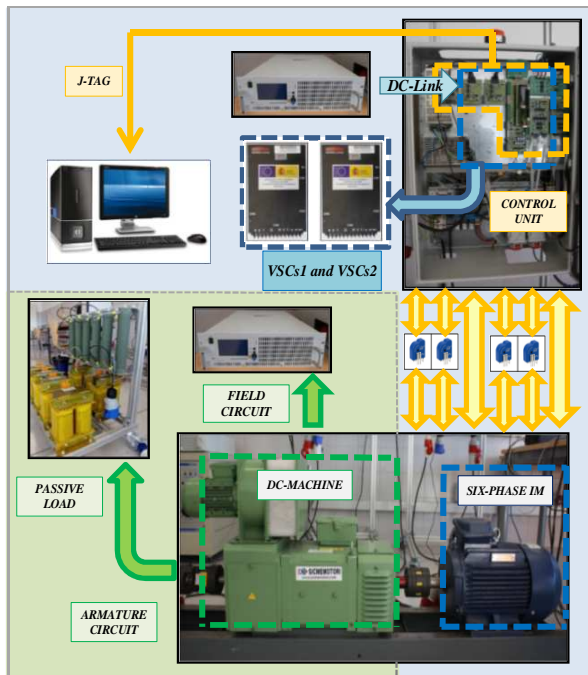 J-TAG
DC-Link
CONTROL
UNIT
VSCs1 and VSCs2
FIELD
CIRCUIT
PASSIVE
LOAD
DC-MACHINE
SIX-PHASE IM
ARMATURE
CIRCUIT